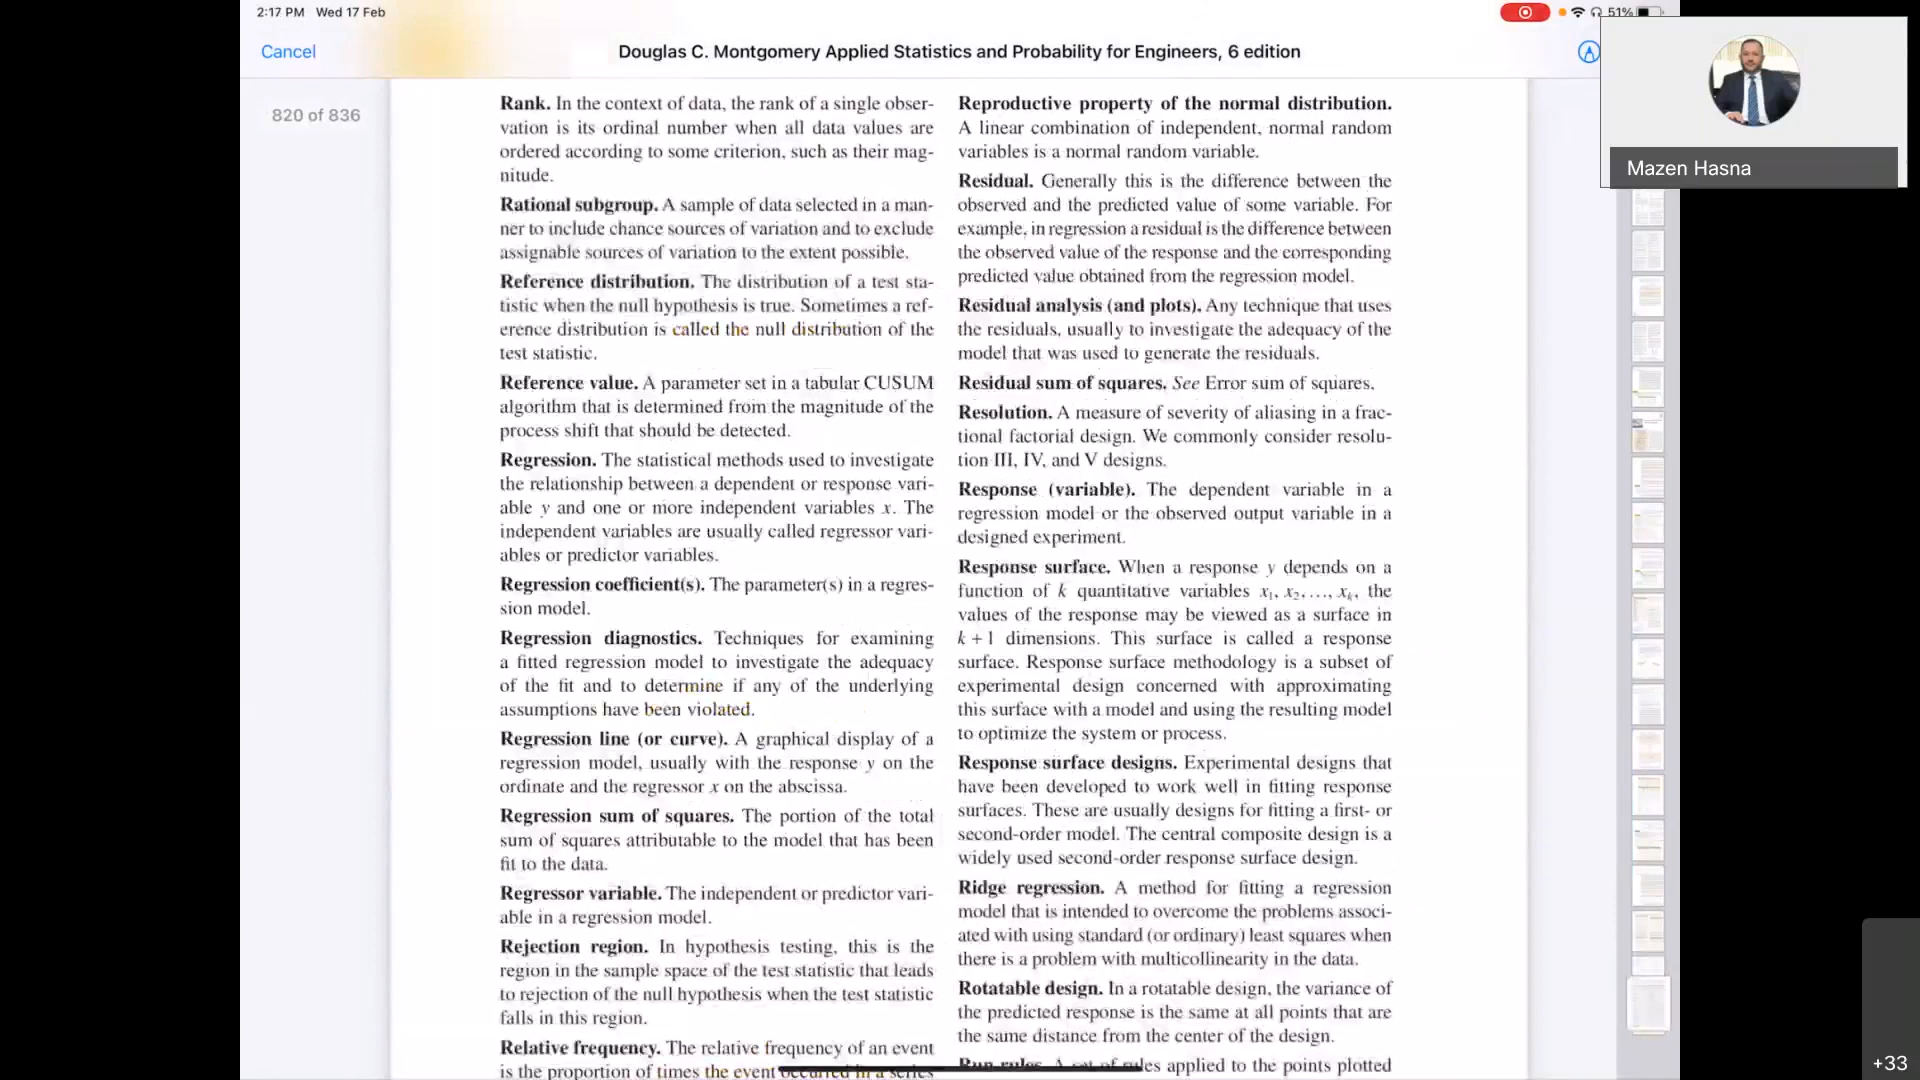 2:17 PM Wed 17 Feb
51%
Cancel
Douglas C. Montgomery Applied Statistics and Probability for Engineers, 6 edition
Mazen Hasna
820 of 836
Rank. In the context of data, the rank of a single obser-
vation is its ordinal number when all data values are
ordered according to some criterion, such as their mag-
nitude.
Rational subgroup. A sample of data selected in a man-
ner to include chance sources of variation and to exclude
assignable sources of variation to the extent possible.
Reference distribution. The distribution of a test sta-
tistic when the null hypothesis is true. Sometimes a ref-
erence distribution is called the null distribution of the
test statistic.
Reference value. A parameter set in a tabular CUSUM
algorithm that is determined from the magnitude of the
process shift that should be detected.
Regression. The statistical methods used to investigate
the relationship between a dependent or response vari-
able y and one or more independent variables x. The
independent variables are usually called regressor vari-
ables or predictor variables.
Regression coefficient(s). The parameter(s) in a regres-
sion model.
Regression diagnostics. Techniques for examining
a fitted regression model to investigate the adequacy
of the fit and to determine if any of the underlying
assumptions have been violated.
Regression line (or curve). A graphical display of a
regression model, usually with the response y on the
ordinate and the regressor x on the abscissa.
Regression sum of squares. The portion of the total
sum of squares attributable to the model that has been
fit to the data.
Regressor variable. The independent or predictor vari-
able in a regression model.
Rejection region. In hypothesis testing, this is the
region in the sample space of the test statistic that leads
to rejection of the null hypothesis when the test statistic
falls in this region.
Relative frequency. The relative frequency of an event
is the proportion of times the event occurred in a series
Reproductive property of the normal distribution.
A linear combination of independent, normal random
variables is a normal random variable.
Residual. Generally this is the difference between the
observed and the predicted value of some variable. For
example, in regression a residual is the difference between
the observed value of the response and the corresponding
predicted value obtained from the regression model.
Residual analysis (and plots). Any technique that uses
the residuals, usually to investigate the adequacy of the
model that was used to generate the residuals.
Residual sum of squares. See Error sum of squares.
Resolution. A measure of severity of aliasing in a frac-
tional factorial design. We commonly consider resolu-
tion III, IV, and V designs.
Response (variable). The dependent variable in a
regression model or the observed output variable in a
designed experiment.
Response surface. When a response y depends on a
function of k quantitative variables x₁, x₂,..., xₖ, the
values of the response may be viewed as a surface in
k + 1 dimensions. This surface is called a response
surface. Response surface methodology is a subset of
experimental design concerned with approximating
this surface with a model and using the resulting model
to optimize the system or process.
Response surface designs. Experimental designs that
have been developed to work well in fitting response
surfaces. These are usually designs for fitting a first- or
second-order model. The central composite design is a
widely used second-order response surface design.
Ridge regression. A method for fitting a regression
model that is intended to overcome the problems associ-
ated with using standard (or ordinary) least squares when
there is a problem with multicollinearity in the data.
Rotatable design. In a rotatable design, the variance of
the predicted response is the same at all points that are
the same distance from the center of the design.
Run rules. A set of rules applied to the points plotted
+33